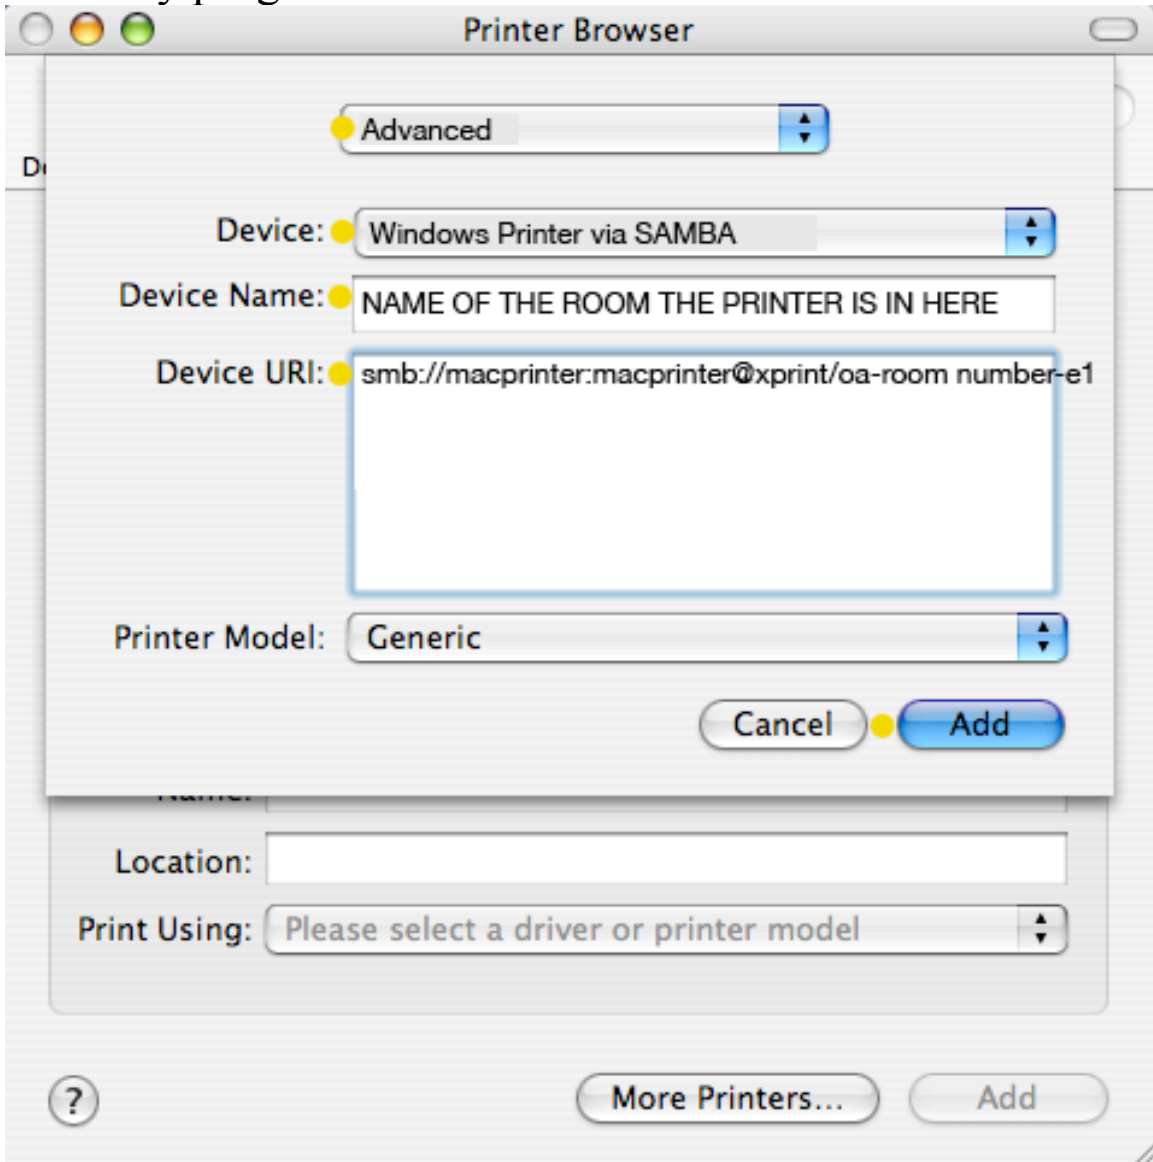 Printer Browser
Advanced
Device: Windows Printer via SAMBA
Device Name: NAME OF THE ROOM THE PRINTER IS IN HERE
Device URI: smb://macprinter:macprinter@xprint/oa-room number-e1
Printer Model: Generic
Cancel Add
Name:
Location:
Print Using: Please select a driver or printer model
? More Printers... Add